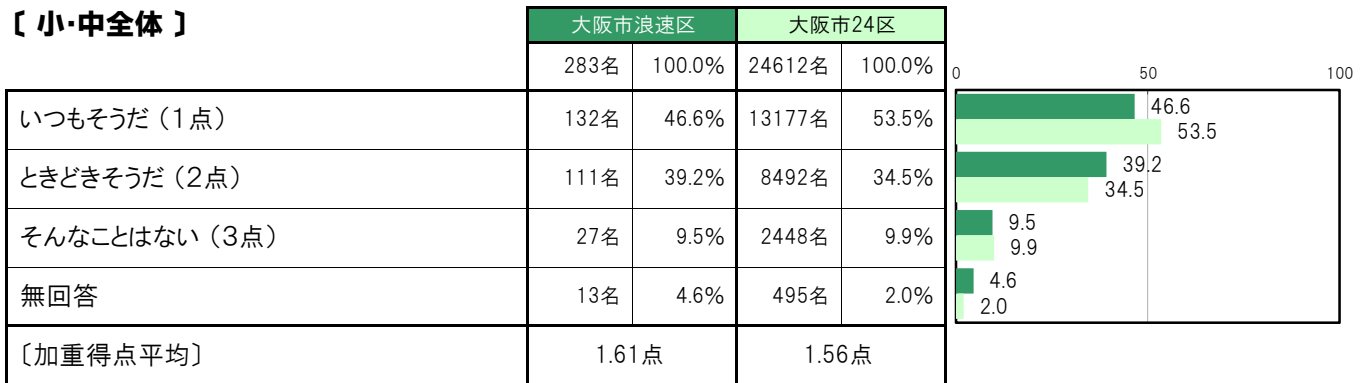 〔 小・中全体 〕
大阪市浪速区 大阪市24区
283名 100.0% 24612名 100.0%
0 50 100
いつもそうだ（１点） 132名 46.6% 13177名 53.5%
46.6
53.5
ときどきそうだ（２点） 111名 39.2% 8492名 34.5%
39.2
34.5
そんなことはない（３点） 27名 9.5% 2448名 9.9%
9.5
9.9
無回答 13名 4.6% 495名 2.0%
4.6
2.0
〔加重得点平均〕 1.61点 1.56点